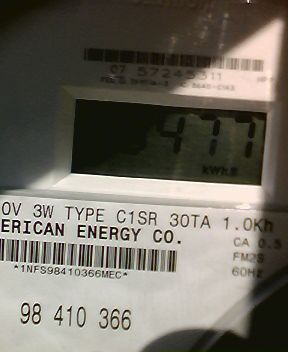 07 57245311
477
kWh
0V 3W TYPE C1SR 30TA 1.0Kh
ERICAN ENERGY CO.
CA 0.5
FM2S
*1NFS98410366MEC*
60HZ
98 410 366